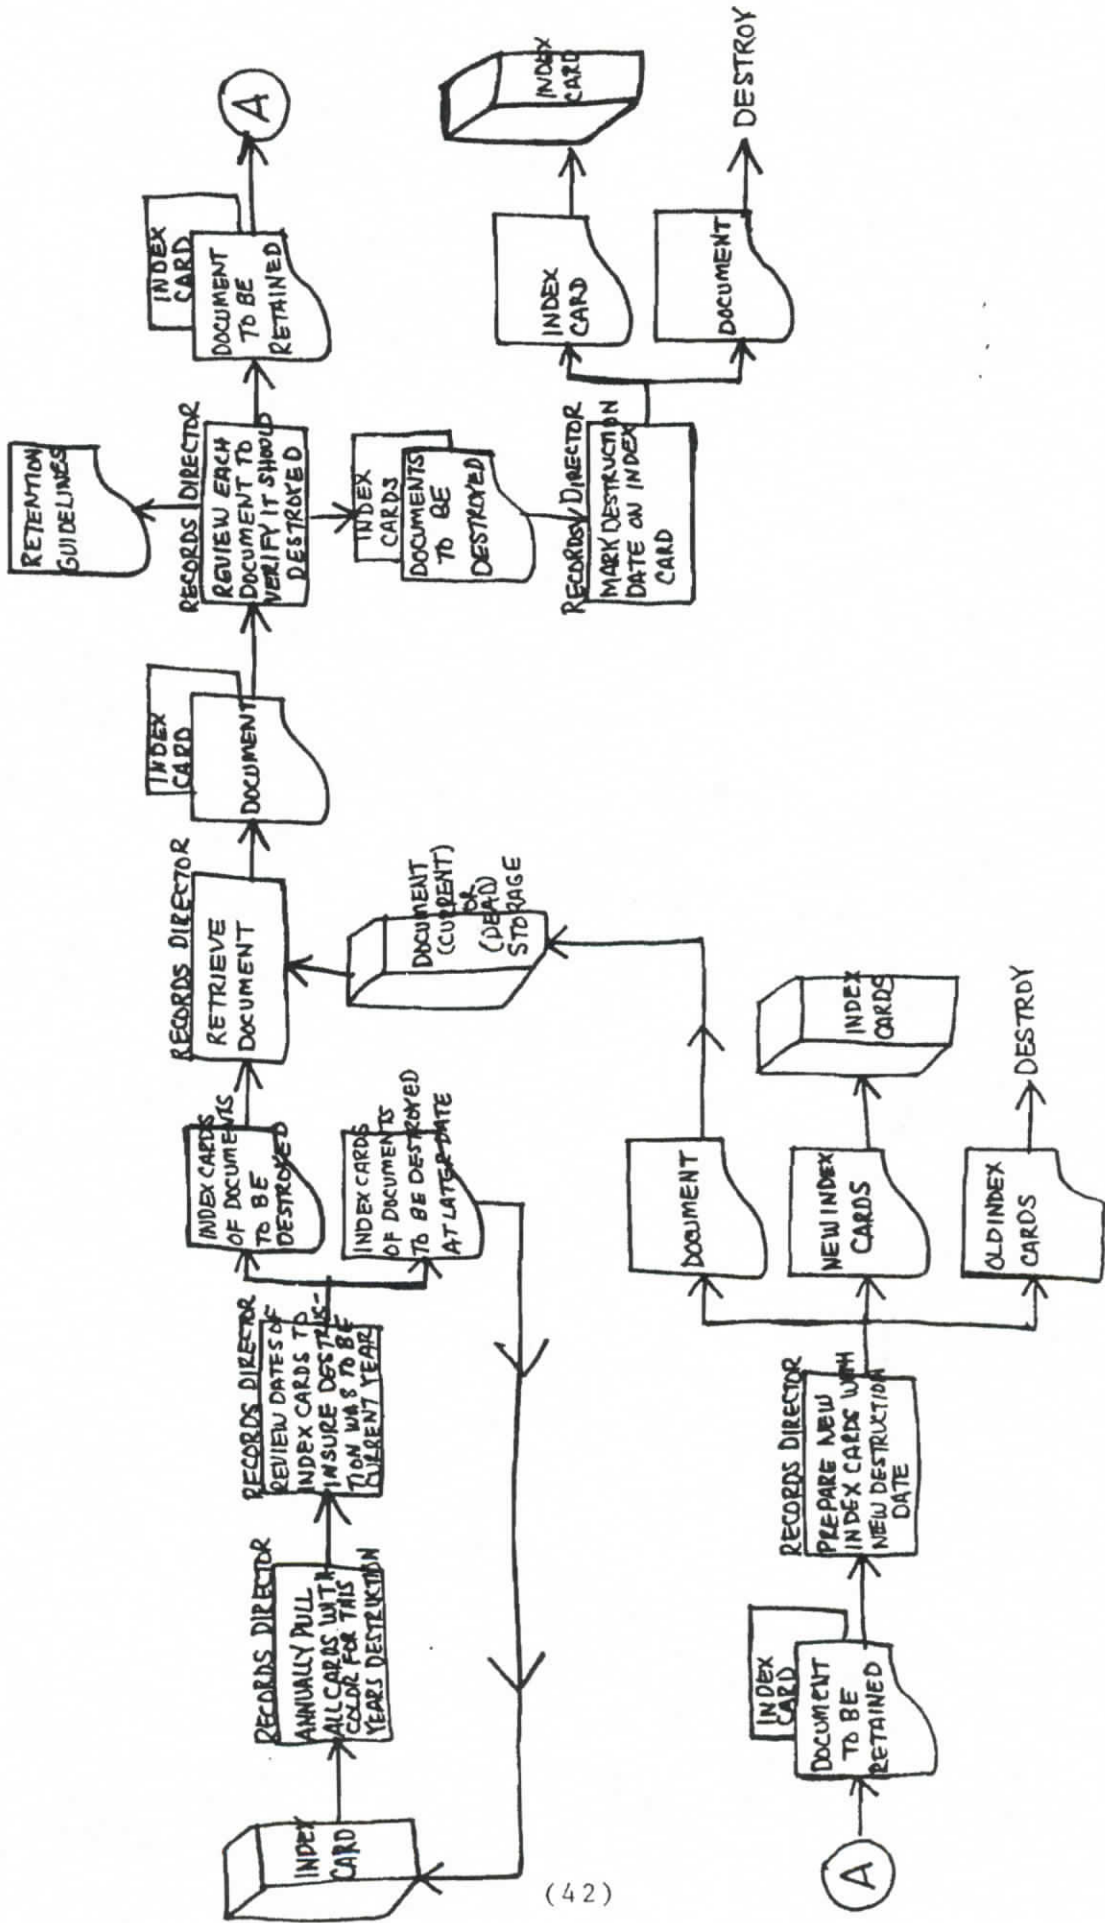 INDEX
CARD
RECORDS DIRECTOR
ANNUALLY PULL
ALL CARDS WITH
COLOR FOR THIS
YEARS DESTRUCTION
RECORDS DIRECTOR
REVIEW DATES OF
INDEX CARDS TO
INSURE DESTRUC-
TION WAS TO BE
CURRENT YEAR
INDEX CARDS
OF DOCUMENTS
TO BE
DESTROYED
INDEX CARDS
OF DOCUMENTS
TO BE DESTROYED
AT LATER DATE
RECORDS DIRECTOR
RETRIEVE
DOCUMENT
DOCUMENT
(CURRENT)
OR
(DEAD)
STORAGE
INDEX
CARD
DOCUMENT
RETENTION
GUIDELINES
RECORDS DIRECTOR
REVIEW EACH
DOCUMENT TO
VERIFY IT SHOULD
DESTROYED
INDEX
CARD
DOCUMENT
TO BE
RETAINED
A
INDEX
CARDS
DOCUMENTS
TO BE
DESTROYED
RECORDS DIRECTOR
MARK DESTRUCTION
DATE ON INDEX
CARD
INDEX
CARD
INDEX
CARD
DOCUMENT
DESTROY
A
INDEX
CARD
DOCUMENT
TO BE
RETAINED
RECORDS DIRECTOR
PREPARE NEW
INDEX CARDS WITH
NEW DESTRUCTION
DATE
DOCUMENT
NEW INDEX
CARDS
INDEX
CARDS
OLD INDEX
CARDS
DESTROY
(42)